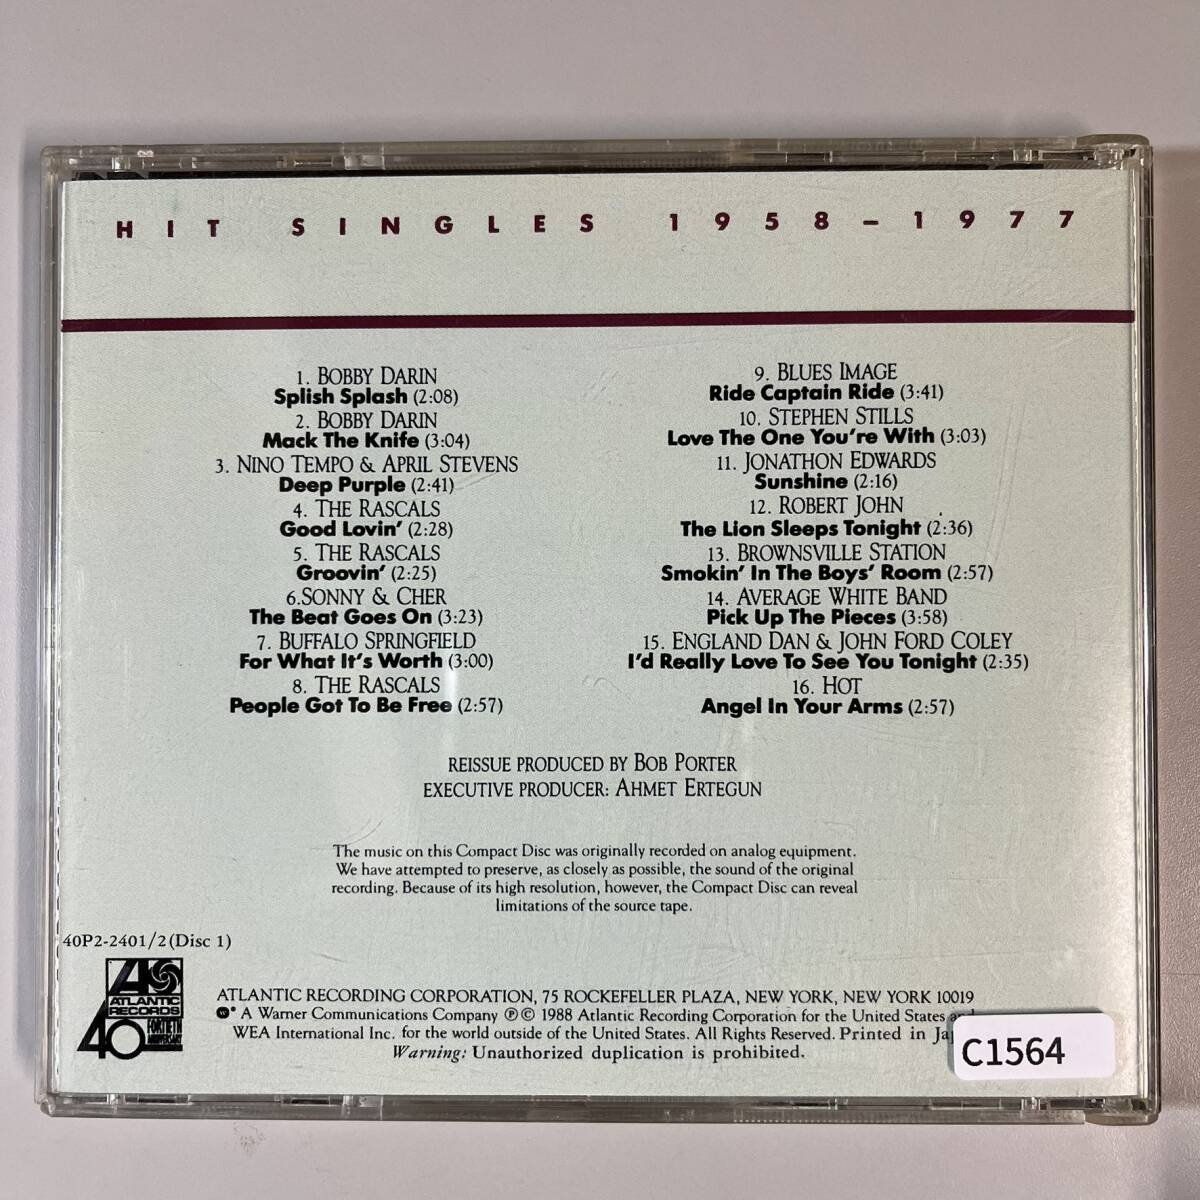 HIT SINGLES 1958-1977
1. BOBBY DARIN
Splish Splash (2:08)
2. BOBBY DARIN
Mack The Knife (3:04)
3. NINO TEMPO & APRIL STEVENS
Deep Purple (2:41)
4. THE RASCALS
Good Lovin' (2:28)
5. THE RASCALS
Groovin' (2:25)
6.SONNY & CHER
The Beat Goes On (3:23)
7. BUFFALO SPRINGFIELD
For What It's Worth (3:00)
8. THE RASCALS
People Got To Be Free (2:57)
9. BLUES IMAGE
Ride Captain Ride (3:41)
10. STEPHEN STILLS
Love The One You're With (3:03)
11. JONATHON EDWARDS
Sunshine (2:16)
12. ROBERT JOHN
The Lion Sleeps Tonight (2:36)
13. BROWNSVILLE STATION
Smokin' In The Boys' Room (2:57)
14. AVERAGE WHITE BAND
Pick Up The Pieces (3:58)
15. ENGLAND DAN & JOHN FORD COLEY
I'd Really Love To See You Tonight (2:35)
16. HOT
Angel In Your Arms (2:57)
REISSUE PRODUCED BY BOB PORTER
EXECUTIVE PRODUCER: AHMET ERTEGUN
The music on this Compact Disc was originally recorded on analog equipment.
We have attempted to preserve, as closely as possible, the sound of the original
recording. Because of its high resolution, however, the Compact Disc can reveal
limitations of the source tape.
40P2-2401/2(Disc 1)
ATLANTIC
RECORDS
40 FORTIETH
ANNIVERSARY
ATLANTIC RECORDING CORPORATION, 75 ROCKEFELLER PLAZA, NEW YORK, NEW YORK 10019
A Warner Communications Company ℗© 1988 Atlantic Recording Corporation for the United States and
WEA International Inc. for the world outside of the United States. All Rights Reserved. Printed in
Warning: Unauthorized duplication is prohibited.
C1564